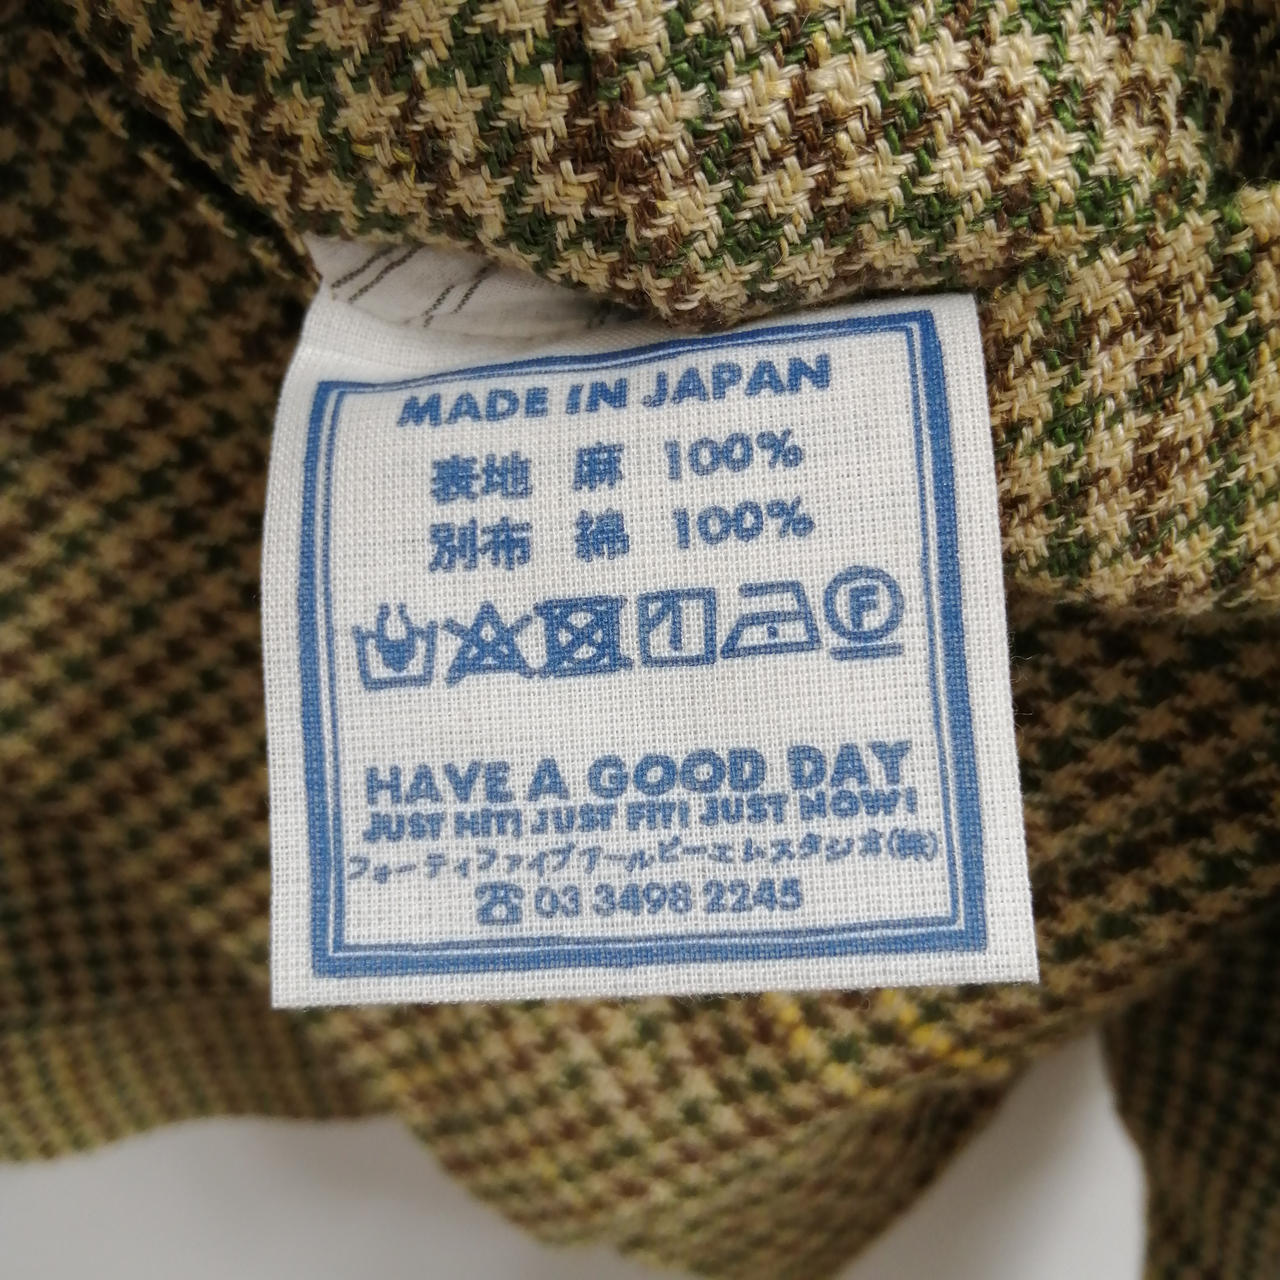 MADE IN JAPAN
表地 麻 100%
別布 綿 100%
F
HAVE A GOOD DAY
JUST HIT! JUST FIT! JUST NOW!
フォーティファイブアールピーエムスタジオ(株)
☎ 03 3498 2245